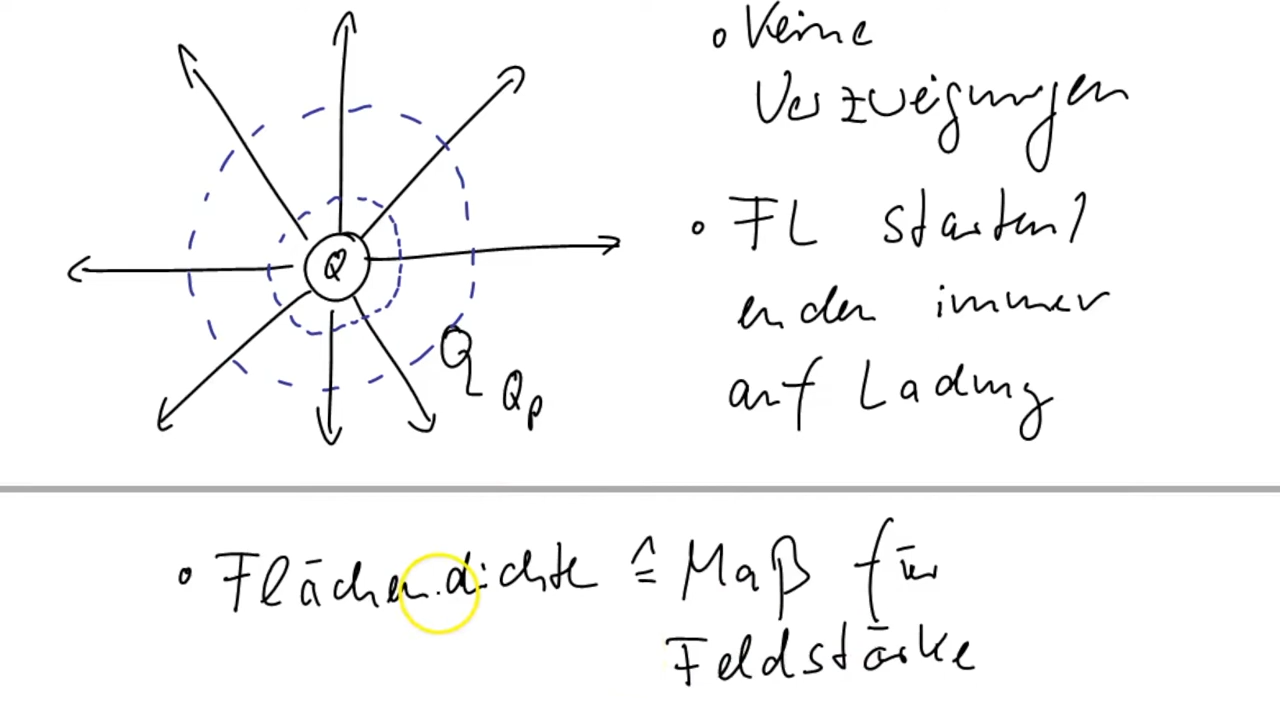 • Keine
Verzweigungen
• FL starten/
enden immer
auf Ladung
Q
Q Qp
• Flächendichte ≙ Maß für
Feldstärke